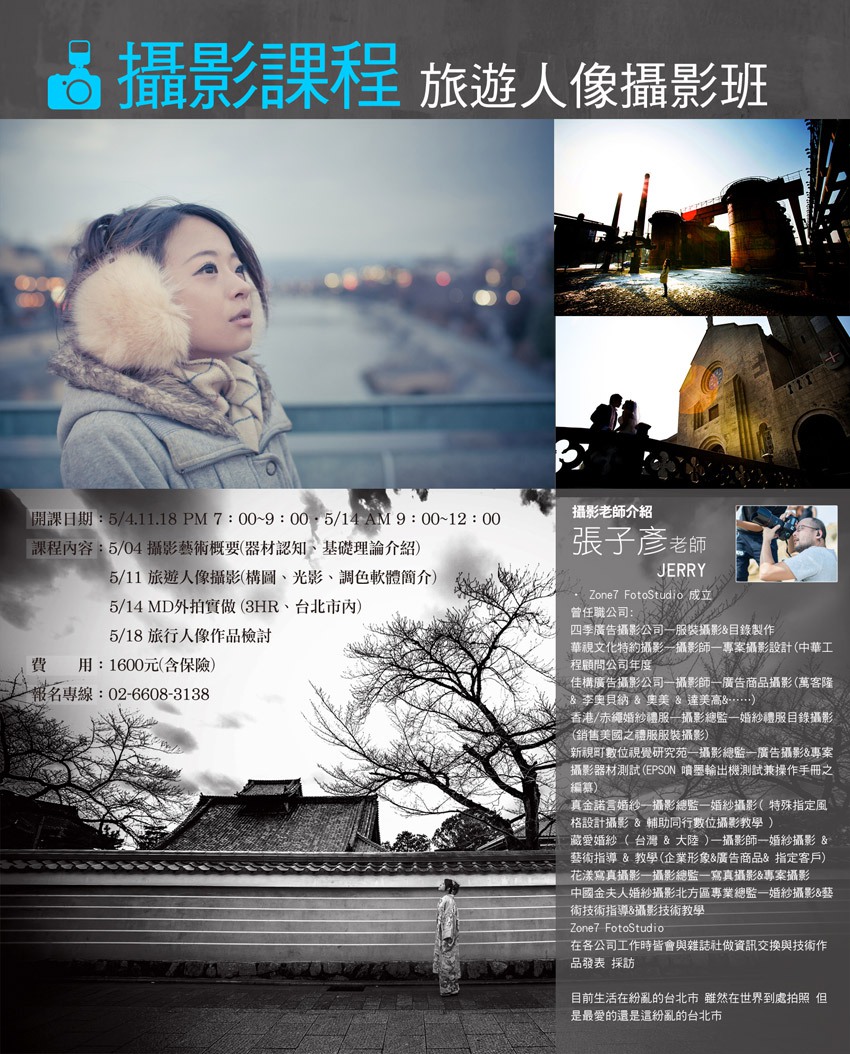 攝影課程 旅遊人像攝影班
開課日期：5/4.11.18 PM 7：00~9：00．5/14 AM 9：00~12：00
課程內容：5/04 攝影藝術概要(器材認知、基礎理論介紹)
5/11 旅遊人像攝影(構圖、光影、調色軟體簡介)
5/14 MD外拍實做 (3HR、台北市內)
5/18 旅行人像作品檢討
費　　用：1600元(含保險)
報名專線：02-6608-3138
攝影老師介紹
張子彥老師
JERRY
· Zone7 FotoStudio 成立
曾任職公司:
四季廣告攝影公司—服裝攝影&目錄製作
華視文化特約攝影—攝影師—專案攝影設計(中華工
程顧問公司年度
佳構廣告攝影公司—攝影師—廣告商品攝影(萬客隆
& 李奧貝納 & 奧美 & 達美高&……)
香港/赤繩婚紗禮服—攝影總監—婚紗禮服目錄攝影
(銷售美國之禮服服裝攝影)
新視町數位視覺研究苑—攝影總監—廣告攝影&專案
攝影器材測試(EPSON 噴墨輸出機測試兼操作手冊之
編纂)
真金諾言婚紗—攝影總監—婚紗攝影( 特殊指定風
格設計攝影 & 輔助同行數位攝影教學 )
藏愛婚紗 ( 台灣 & 大陸 )—攝影師—婚紗攝影 &
藝術指導 & 教學(企業形象&廣告商品& 指定客戶)
花漾寫真攝影—攝影總監—寫真攝影&專案攝影
中國金夫人婚紗攝影北方區專業總監—婚紗攝影&藝
術技術指導&攝影技術教學
Zone7 FotoStudio
在各公司工作時皆會與雜誌社做資訊交換與技術作
品發表 採訪
目前生活在紛亂的台北市 雖然在世界到處拍照 但
是最愛的還是這紛亂的台北市